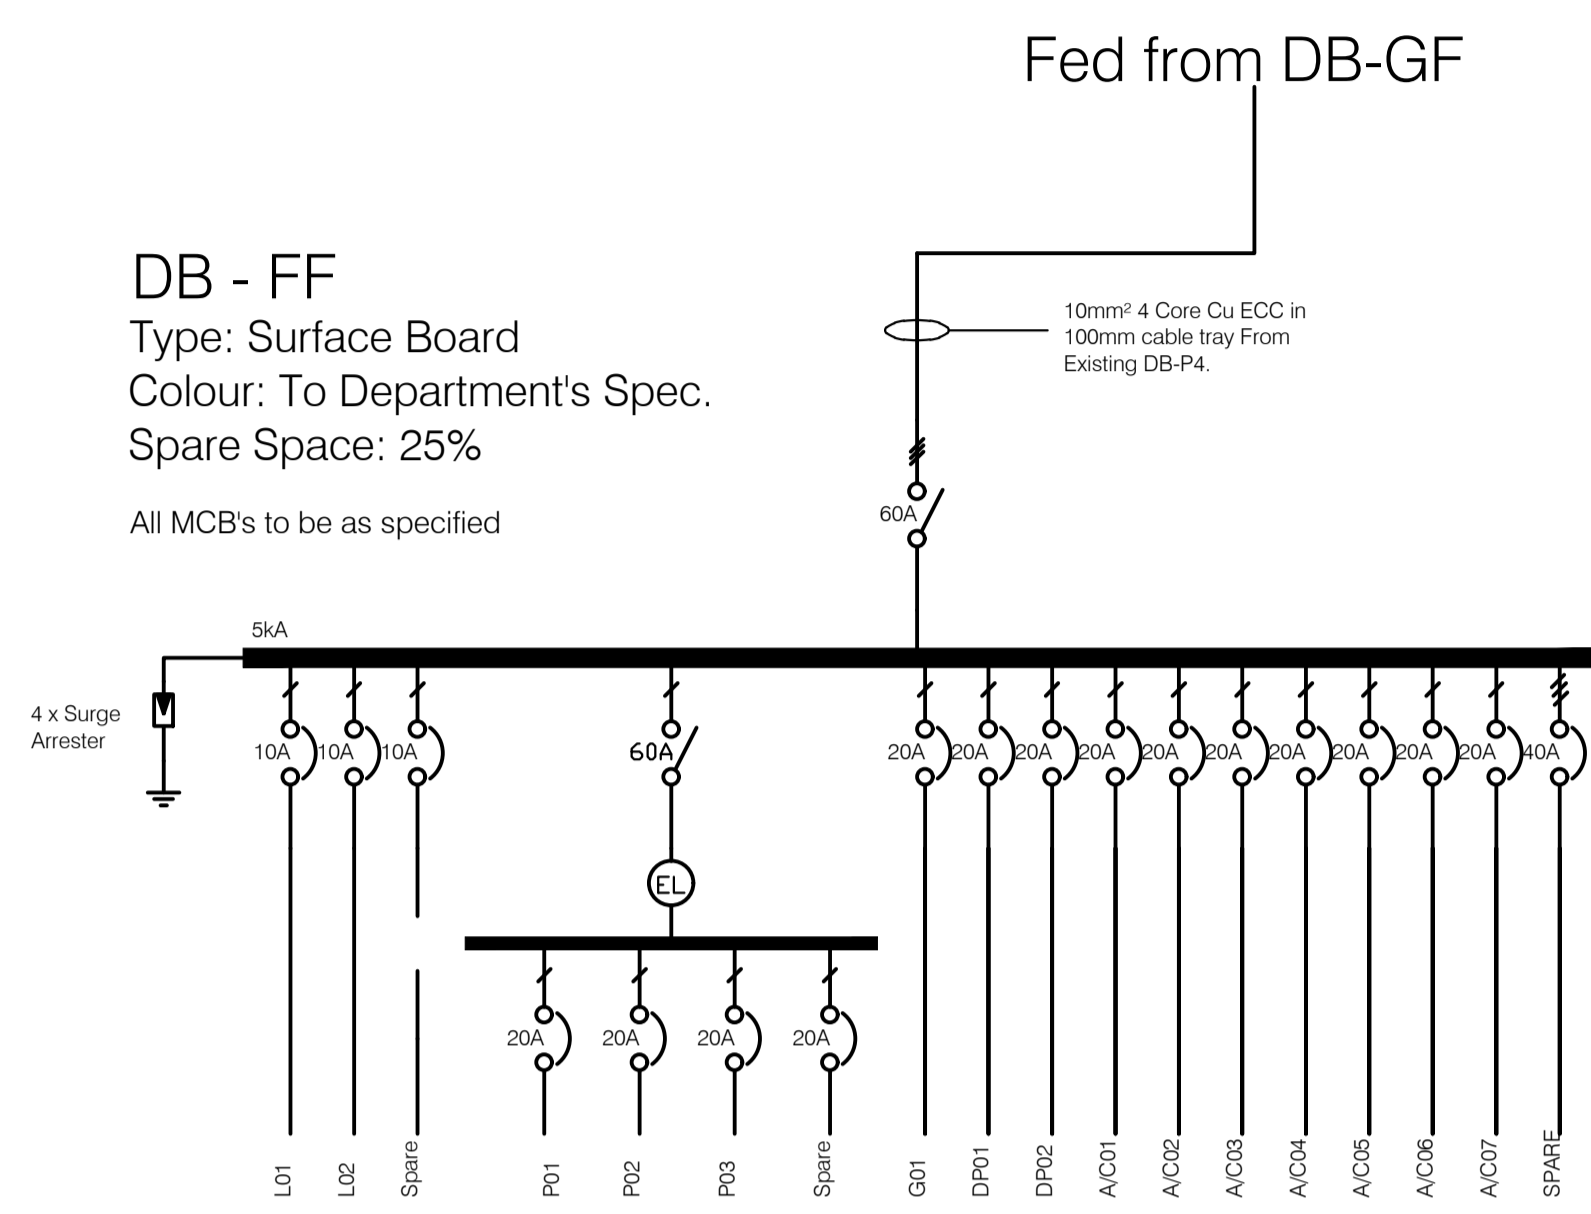 Fed from DB-GF
DB - FF
Type: Surface Board
Colour: To Department's Spec.
Spare Space: 25%
All MCB's to be as specified
10mm² 4 Core Cu ECC in
100mm cable tray From
Existing DB-P4.
60A
5kA
4 x Surge
Arrester
10A 10A 10A 60A 20A 20A 20A 20A 20A 20A 20A 20A 20A 20A 40A
EL
20A 20A 20A 20A
L01
L02
Spare
P01
P02
P03
Spare
G01
DP01
DP02
A/C01
A/C02
A/C03
A/C04
A/C05
A/C06
A/C07
SPARE